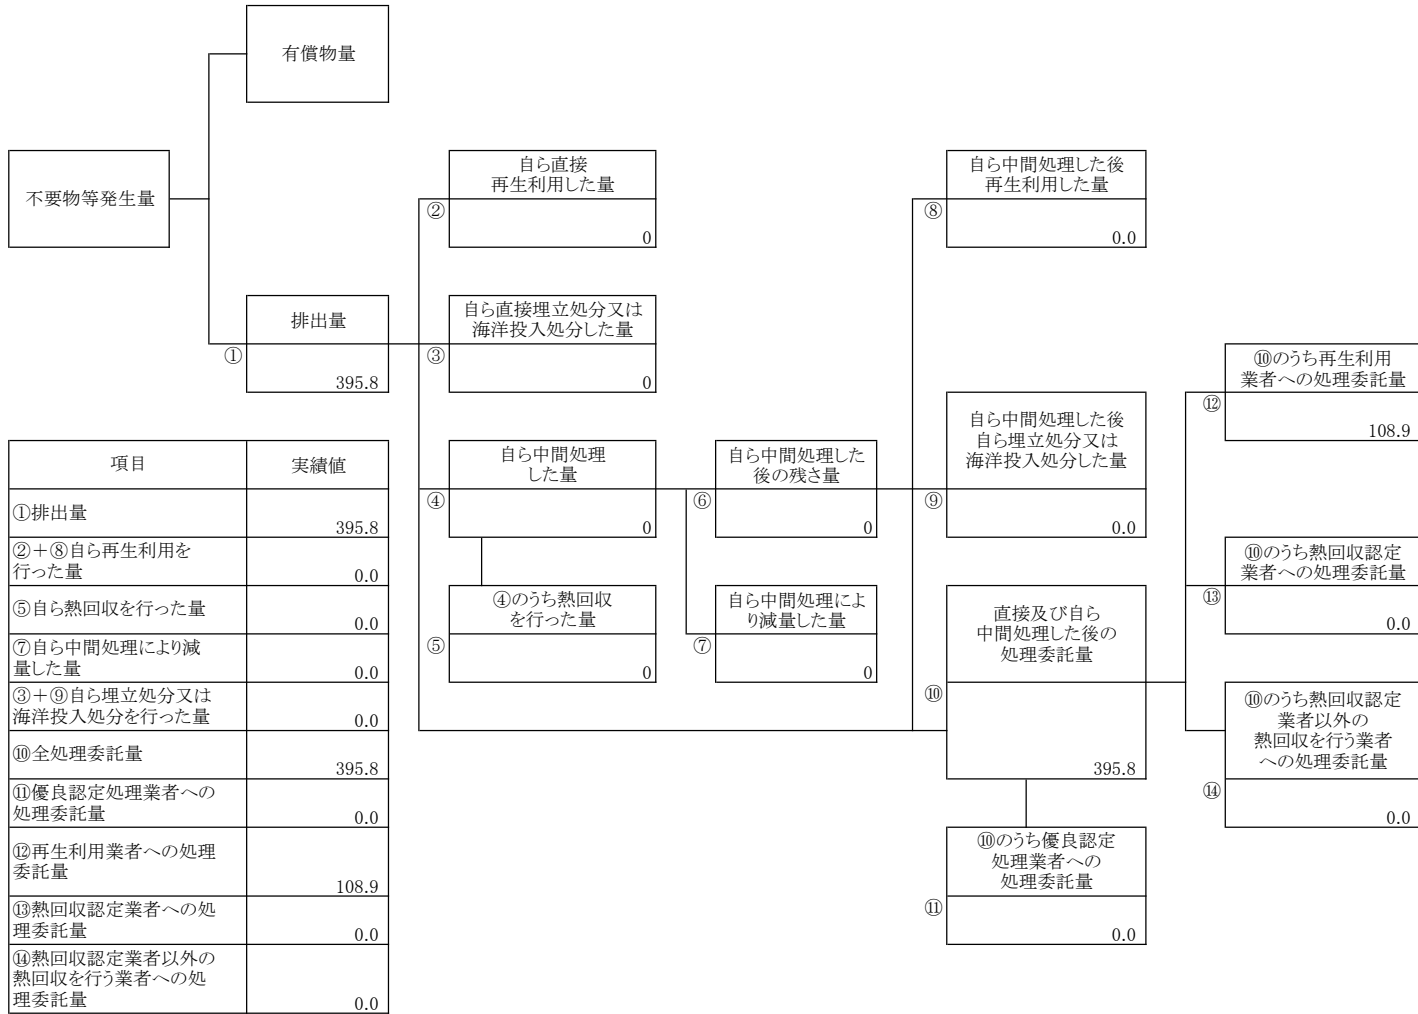 有償物量
不要物等発生量
排出量
①
395.8
自ら直接
再生利用した量
②
0
自ら直接埋立処分又は
海洋投入処分した量
③
0
自ら中間処理
した量
④
0
④のうち熱回収
を行った量
⑤
0
自ら中間処理した
後の残さ量
⑥
0
自ら中間処理によ
り減量した量
⑦
0
自ら中間処理した後
再生利用した量
⑧
0.0
自ら中間処理した後
自ら埋立処分又は
海洋投入処分した量
⑨
0.0
直接及び自ら
中間処理した後の
処理委託量
⑩
395.8
⑩のうち優良認定
処理業者への
処理委託量
⑪
0.0
⑩のうち再生利用
業者への処理委託量
⑫
108.9
⑩のうち熱回収認定
業者への処理委託量
⑬
0.0
⑩のうち熱回収認定
業者以外の
熱回収を行う業者
への処理委託量
⑭
0.0
項目 実績値
①排出量
395.8
②＋⑧自ら再生利用を
行った量 0.0
⑤自ら熱回収を行った量
0.0
⑦自ら中間処理により減
量した量 0.0
③＋⑨自ら埋立処分又は
海洋投入処分を行った量 0.0
⑩全処理委託量
395.8
⑪優良認定処理業者への
処理委託量 0.0
⑫再生利用業者への処理
委託量 108.9
⑬熱回収認定業者への処
理委託量 0.0
⑭熱回収認定業者以外の
熱回収を行う業者への処
理委託量 0.0